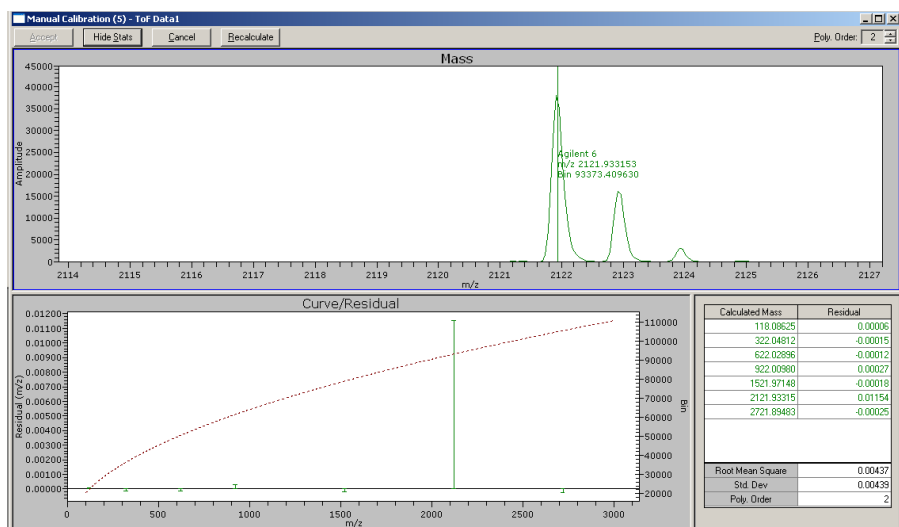 Manual Calibration (5) - ToF Data1
Accept Hide Stats Cancel Recalculate Poly. Order: 2
Mass
45000
40000
35000
30000
25000
20000
15000
10000
5000
0
Amplitude
Agilent 6
m/z 2121.933153
Bin 93373.409630
2114 2115 2116 2117 2118 2119 2120 2121 2122 2123 2124 2125 2126 2127
m/z
Curve/Residual
0.01200
0.01100
0.01000
0.00900
0.00800
0.00700
0.00600
0.00500
0.00400
0.00300
0.00200
0.00100
0.00000
Residual (m/z)
110000
100000
90000
80000
70000
60000
50000
40000
30000
20000
Bin
0 500 1000 1500 2000 2500 3000
m/z
Calculated Mass Residual
118.08625 0.00006
322.04812 -0.00015
622.02896 -0.00012
922.00980 0.00027
1521.97148 -0.00018
2121.93315 0.01154
2721.89483 -0.00025
Root Mean Square 0.00437
Std. Dev 0.00439
Poly. Order 2